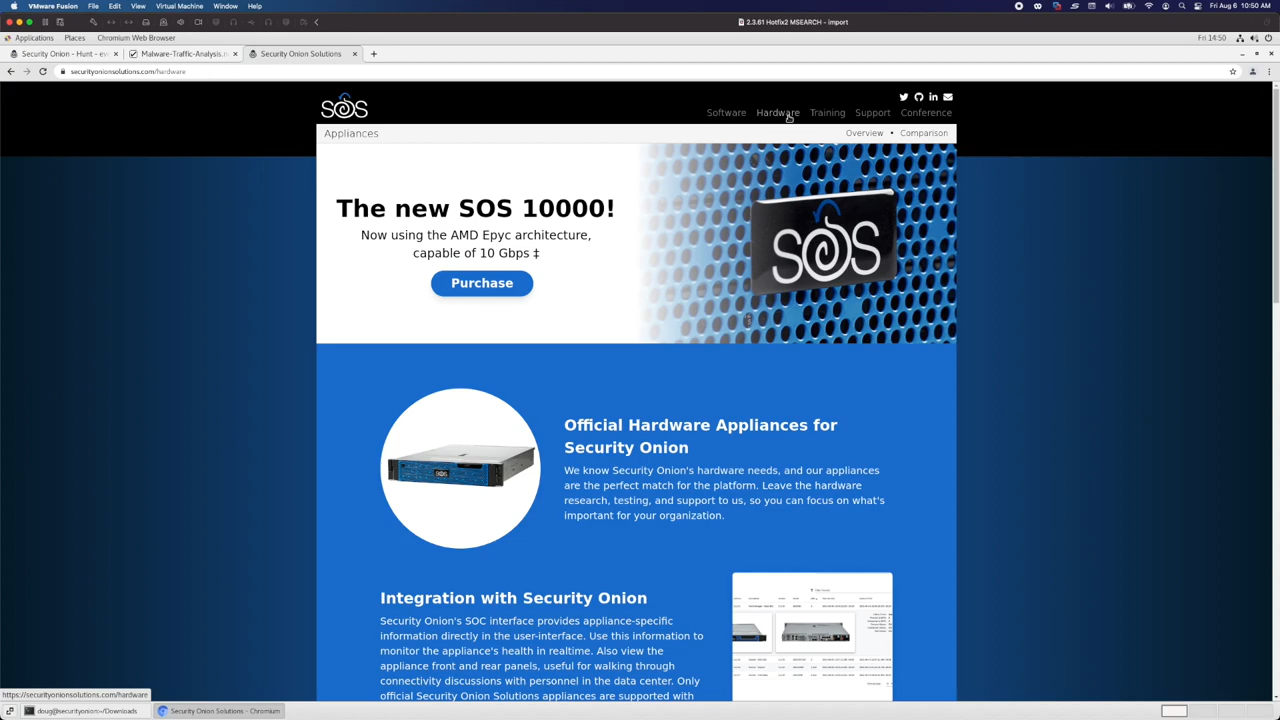 VMware Fusion File Edit View Virtual Machine Window Help Fri Aug 6 10:50 AM
2.3.61 Hotfix2 MSEARCH - import
Applications Places Chromium Web Browser Fri 14:50
Security Onion - Hunt - ev Malware-Traffic-Analysis.n Security Onion Solutions
securityonionsolutions.com/hardware
SOS
Software Hardware Training Support Conference
Appliances Overview • Comparison
The new SOS 10000!
Now using the AMD Epyc architecture,
capable of 10 Gbps ‡
Purchase
SOS
Official Hardware Appliances for
Security Onion
We know Security Onion's hardware needs, and our appliances
are the perfect match for the platform. Leave the hardware
research, testing, and support to us, so you can focus on what's
important for your organization.
Integration with Security Onion
Security Onion's SOC interface provides appliance-specific
information directly in the user-interface. Use this information to
monitor the appliance's health in realtime. Also view the
appliance front and rear panels, useful for walking through
connectivity discussions with personnel in the data center. Only
official Security Onion Solutions appliances are supported with
https://securityonionsolutions.com/hardware
doug@securityonion:~/Downloads Security Onion Solutions - Chromium